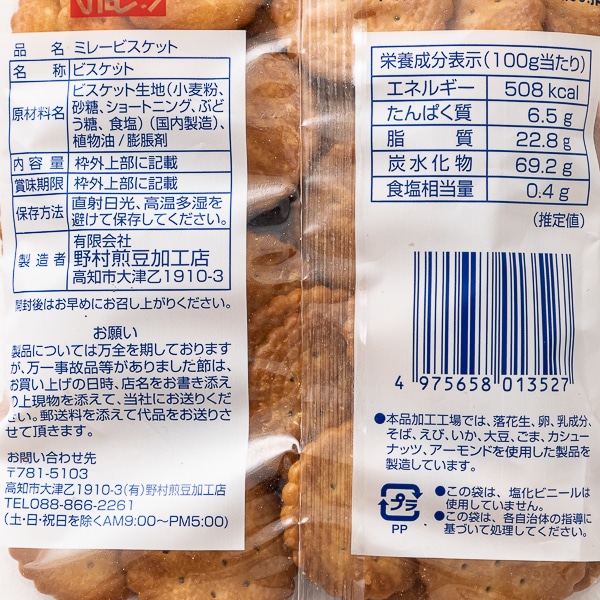 品名 ミレービスケット
名称 ビスケット
原材料名 ビスケット生地(小麦粉、
砂糖、ショートニング、ぶど
う糖、食塩)(国内製造)、
植物油/膨脹剤
内容量 枠外上部に記載
賞味期限 枠外上部に記載
保存方法 直射日光、高温多湿を
避けて保存してください。
製造者 有限会社
野村煎豆加工店
高知市大津乙1910-3
開封後はお早めにお召し上がりください。
お願い
製品については万全を期しております
が、万一事故品等がありました節は、
お買い上げの日時、店名をお書き添え
の上現物を添えて、当社にお送りくだ
さい。郵送料を添えて代品をお送りさ
せて頂きます。
お問い合わせ先
〒781-5103
高知市大津乙1910-3(有)野村煎豆加工店
TEL088-866-2261
(土・日・祝日を除くAM9:00〜PM5:00)
栄養成分表示(100g当たり)
エネルギー 508kcal
たんぱく質 6.5g
脂質 22.8g
炭水化物 69.2g
食塩相当量 0.4g
(推定値)
4 975658 013527
●本品加工工場では、落花生、卵、乳成分、
そば、えび、いか、大豆、ごま、カシュー
ナッツ、アーモンドを使用した製品を
製造しています。
プラ
PP
●この袋は、塩化ビニールは
使用していません。
●この袋は、各自治体の指導に
基づいて処理してください。